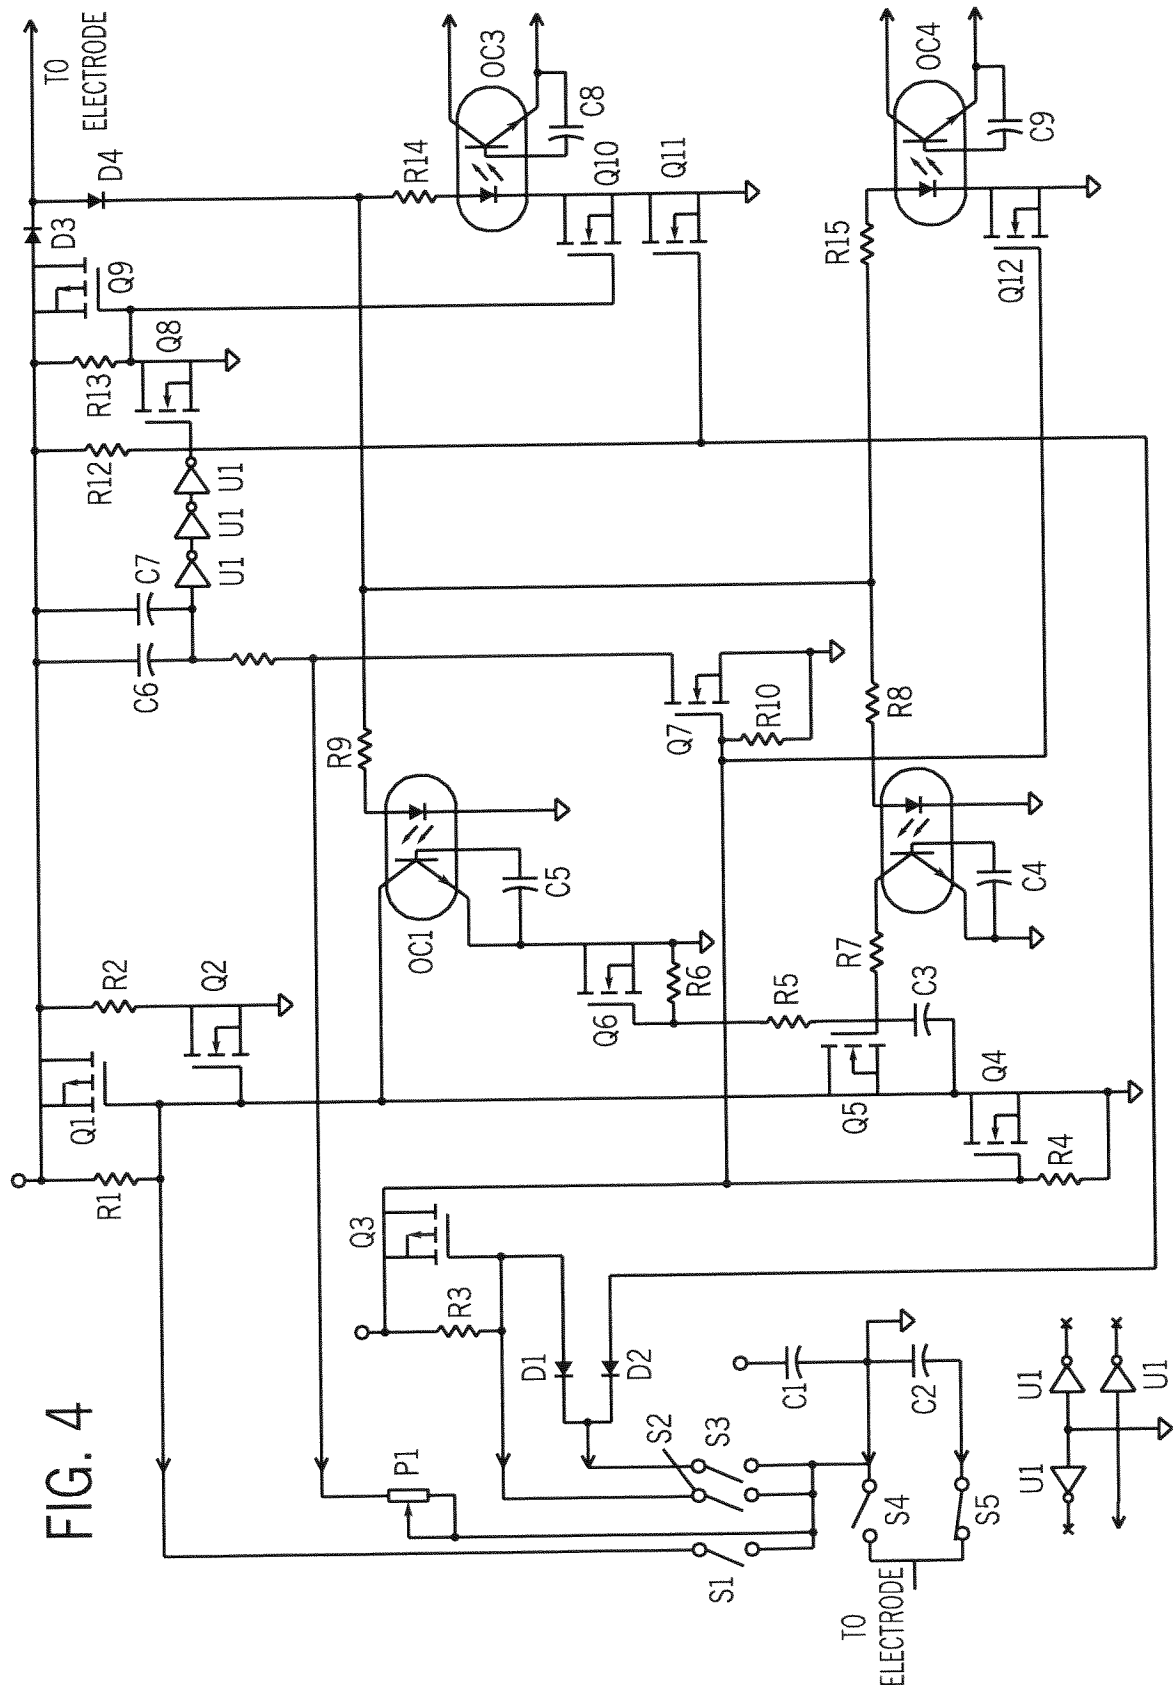 FIG. 4
TO
ELECTRODE
D4
D3
Q9
Q8
R13
R12
U1
U1
U1
C7
C6
R14
OC3
C8
Q10
Q11
OC4
C9
R15
Q12
R9
Q7
R10
R8
R2
Q2
Q1
R1
OC1
C5
Q6
R6
R5
R7
C4
C3
Q5
Q4
R4
Q3
R3
D1
D2
P1
S2
S3
S1
C1
C2
S4
S5
TO
ELECTRODE
U1
U1
U1